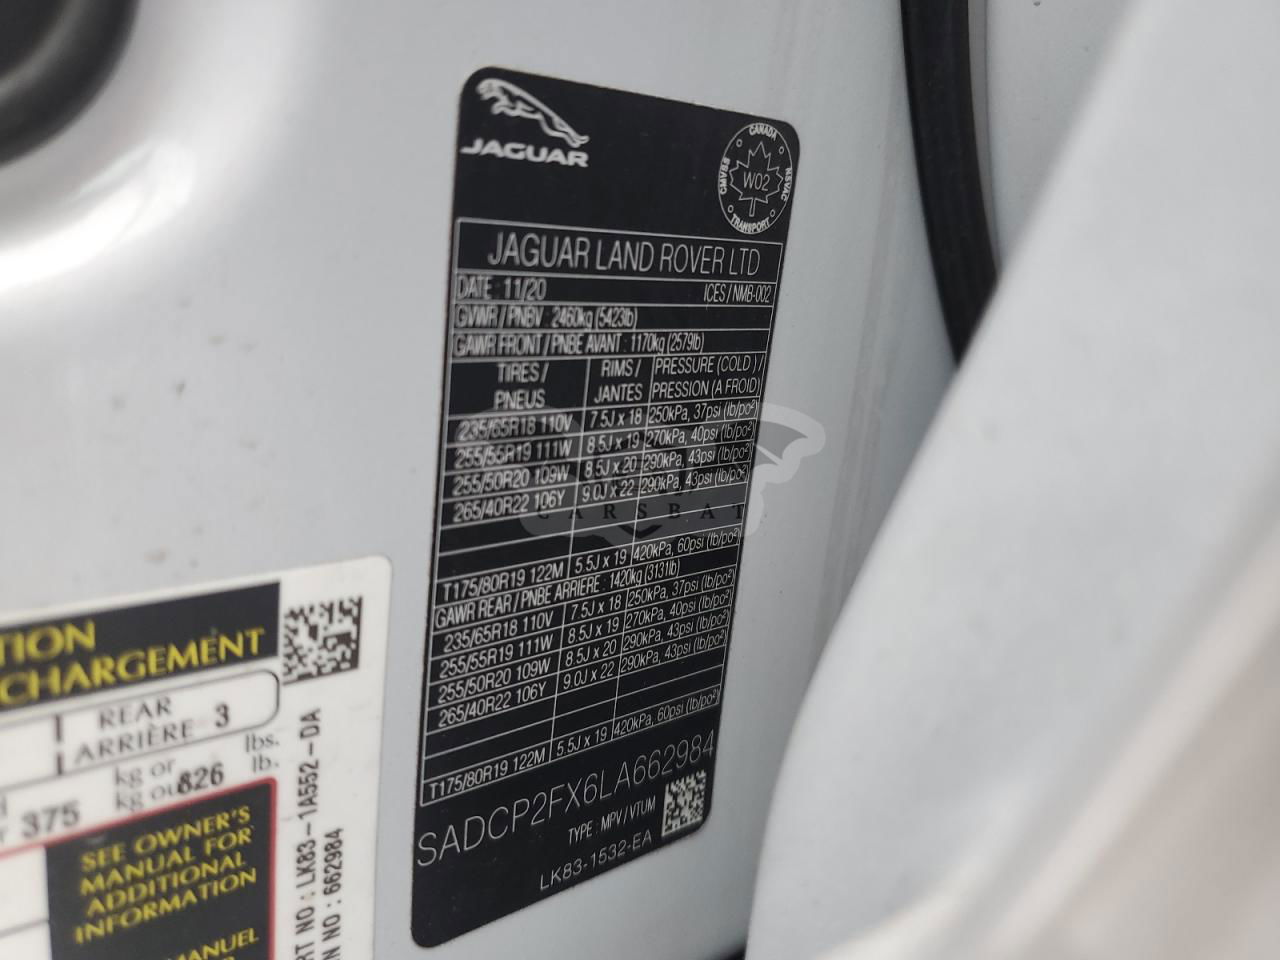 JAGUAR
CANADA
CMVSS
NSVAC
W02
TRANSPORT
JAGUAR LAND ROVER LTD
DATE 11/20 ICES / NMB-002
GVWR / PNBV : 2460kg (5423lb)
GAWR FRONT / PNBE AVANT : 1170kg (2579lb)
TIRES / RIMS / PRESSURE (COLD) /
PNEUS JANTES PRESSION (A FROID)
235/65R18 110V 7.5J x 18 250kPa, 37psi (lb/po²)
255/55R19 111W 8.5J x 19 270kPa, 40psi (lb/po²)
255/50R20 109W 8.5J x 20 290kPa, 43psi (lb/po²)
265/40R22 106Y 9.0J x 22 290kPa, 43psi (lb/po²)
T175/80R19 122M 5.5J x 19 420kPa, 60psi (lb/po²)
GAWR REAR / PNBE ARRIERE : 1420kg (3131lb)
235/65R18 110V 7.5J x 18 250kPa, 37psi (lb/po²)
255/55R19 111W 8.5J x 19 270kPa, 40psi (lb/po²)
255/50R20 109W 8.5J x 20 290kPa, 43psi (lb/po²)
265/40R22 106Y 9.0J x 22 290kPa, 43psi (lb/po²)
T175/80R19 122M 5.5J x 19 420kPa, 60psi (lb/po²)
SADCP2FX6LA662984
TYPE : MPV / VTUM
LK83-1532-EA
CARSBAT
TION
CHARGEMENT
REAR
ARRIÈRE 3
kg or lbs.
375 kg ou 826 lb.
SEE OWNER'S
MANUAL FOR
ADDITIONAL
INFORMATION
MANUEL
RT NO : LK83-1A552-DA
IN NO : 662984